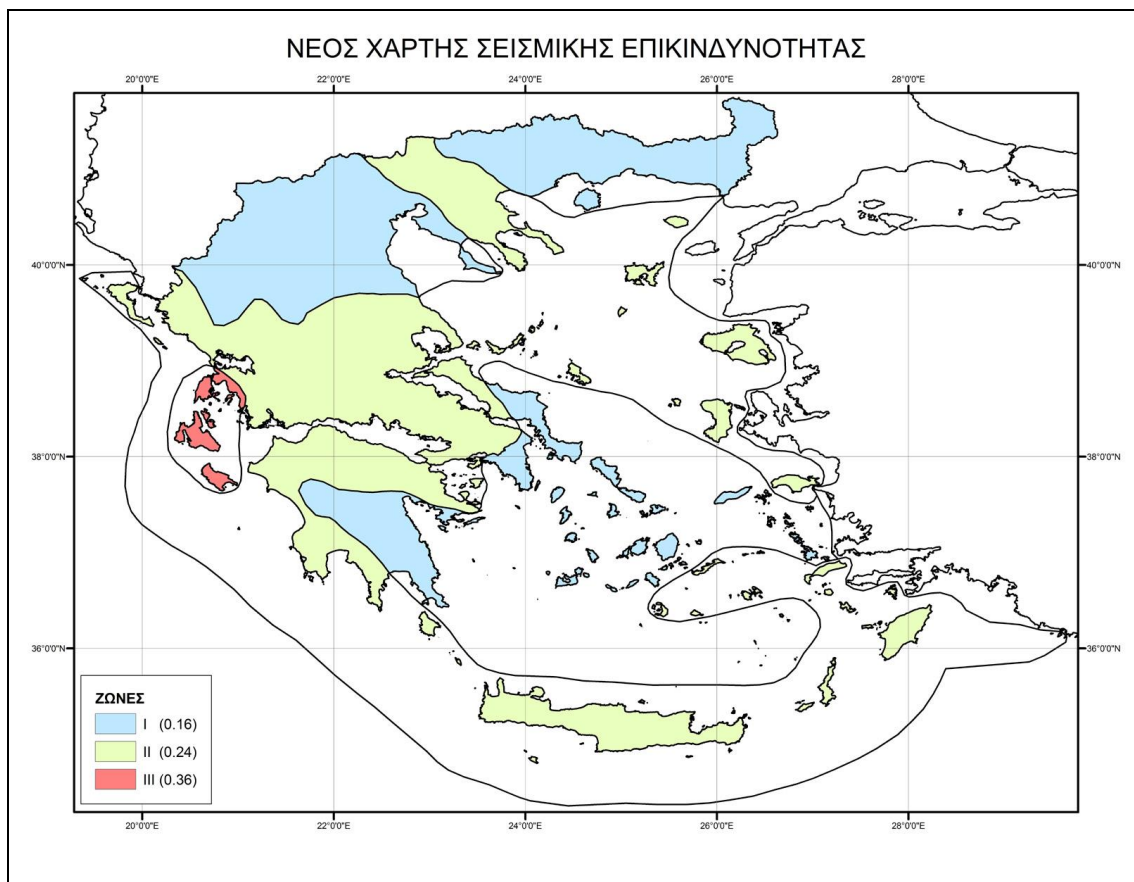 ΝΕΟΣ ΧΑΡΤΗΣ ΣΕΙΣΜΙΚΗΣ ΕΠΙΚΙΝΔΥΝΟΤΗΤΑΣ
20°0'0"E 22°0'0"E 24°0'0"E 26°0'0"E 28°0'0"E
40°0'0"N 40°0'0"N
38°0'0"N 38°0'0"N
36°0'0"N 36°0'0"N
ΖΩΝΕΣ
I (0.16)
II (0.24)
III (0.36)
20°0'0"E 22°0'0"E 24°0'0"E 26°0'0"E 28°0'0"E